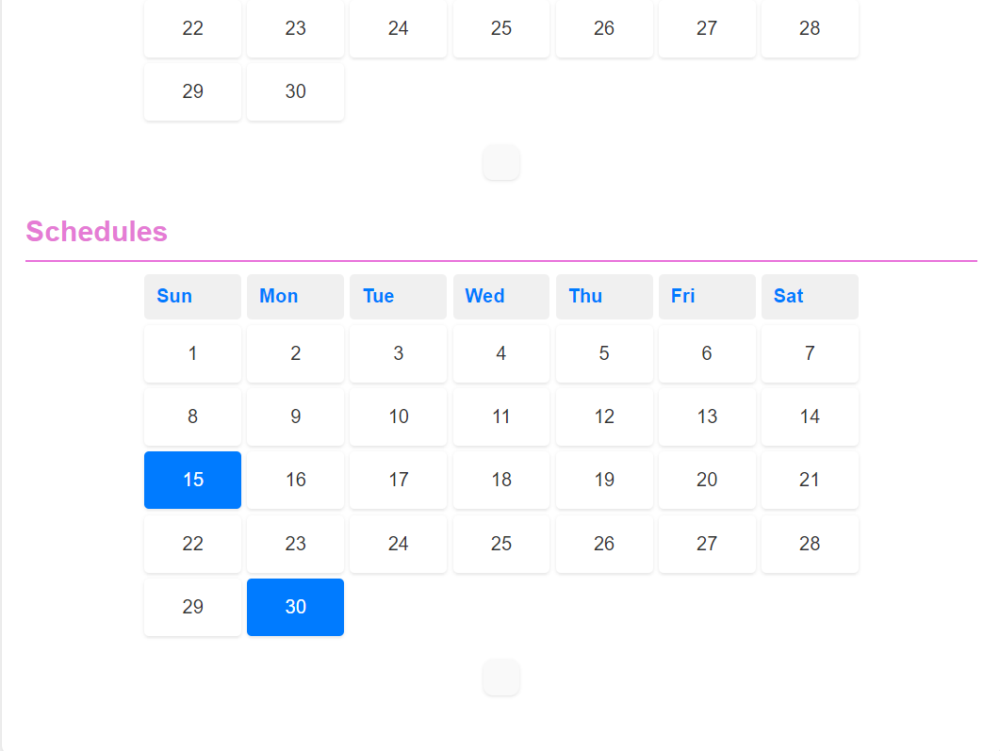 22 23 24 25 26 27 28
29 30
Schedules
Sun Mon Tue Wed Thu Fri Sat
1 2 3 4 5 6 7
8 9 10 11 12 13 14
15 16 17 18 19 20 21
22 23 24 25 26 27 28
29 30